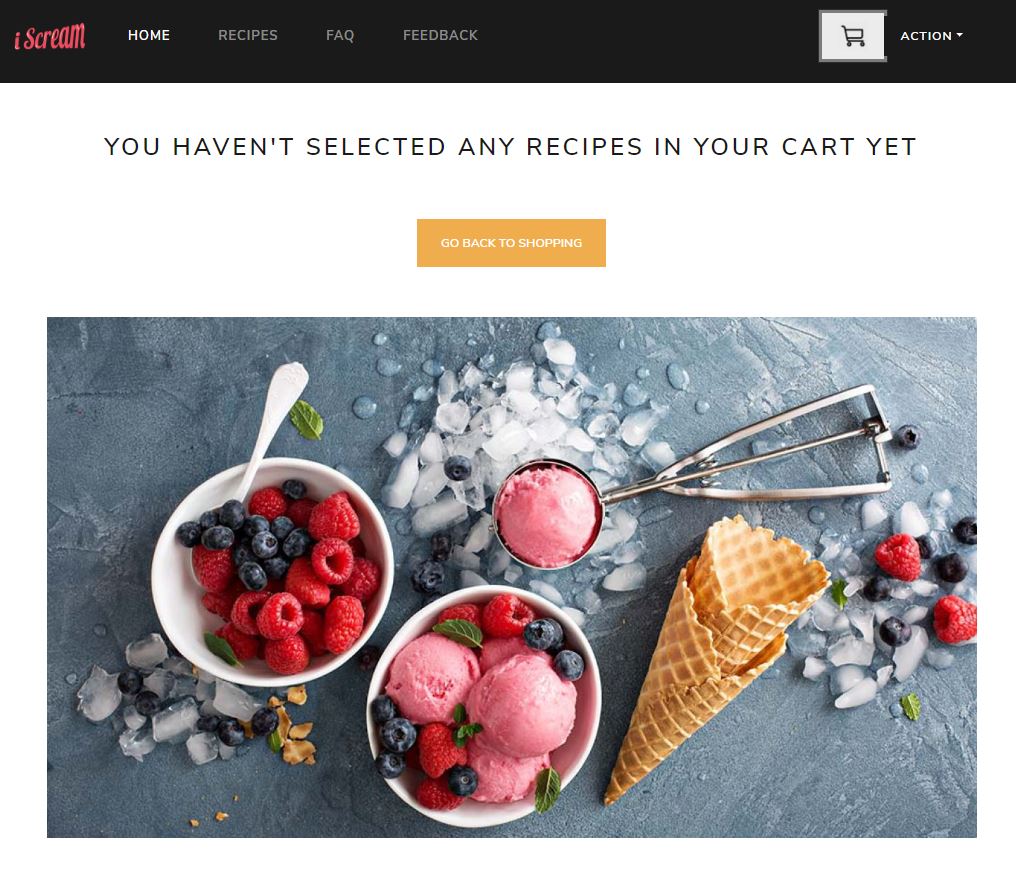 i Scream
HOME
RECIPES
FAQ
FEEDBACK
ACTION
YOU HAVEN'T SELECTED ANY RECIPES IN YOUR CART YET
GO BACK TO SHOPPING